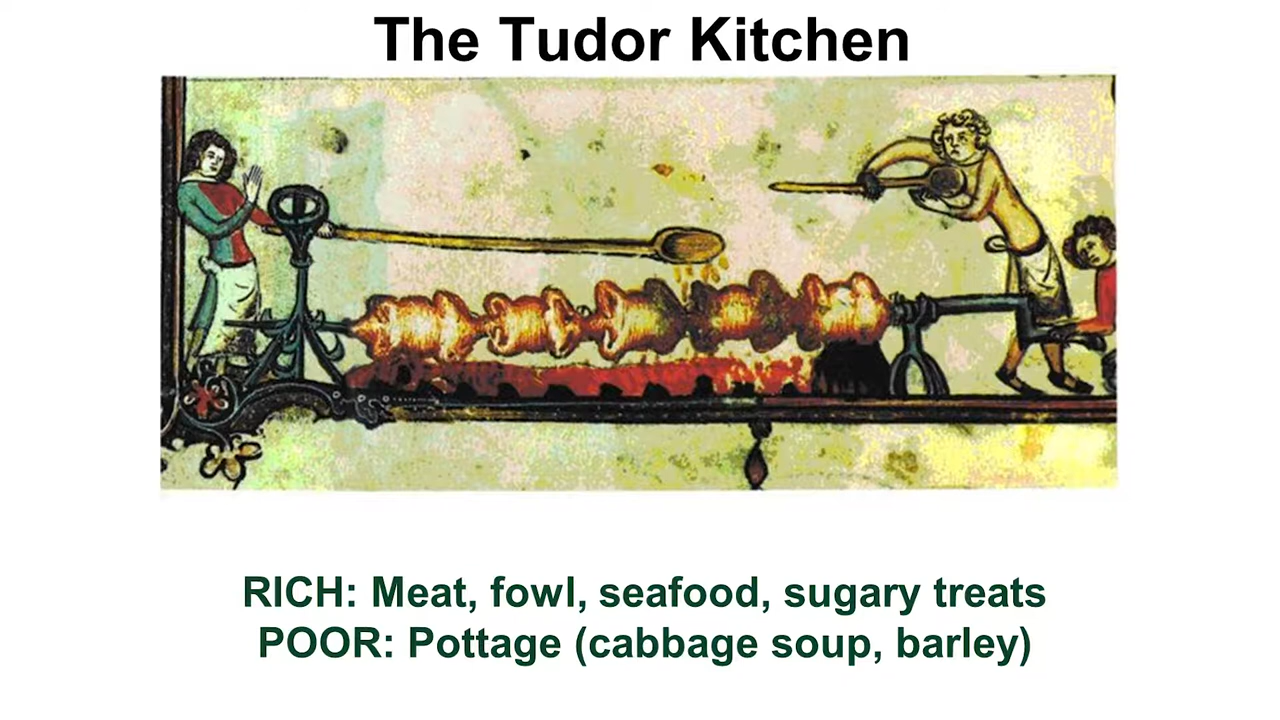 The Tudor Kitchen
RICH: Meat, fowl, seafood, sugary treats
POOR: Pottage (cabbage soup, barley)